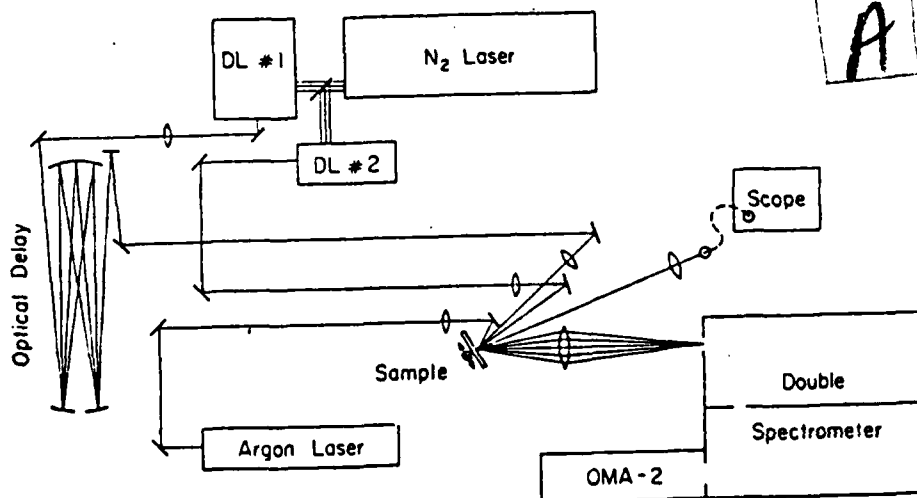 A
DL #1
N₂ Laser
DL #2
Scope
Optical Delay
Sample
Double
Spectrometer
Argon Laser
OMA-2